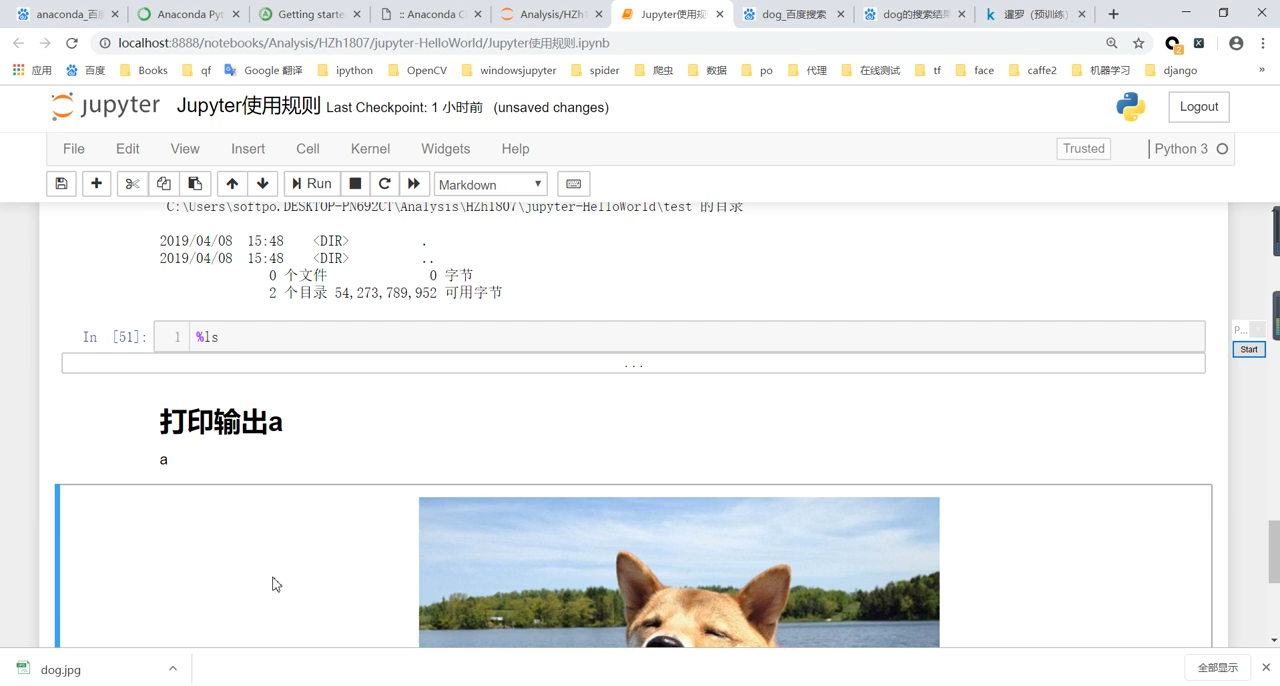 anaconda_百度
Anaconda Pyt
Getting starte
:: Anaconda C
Analysis/HZh1
Jupyter使用规
dog_百度搜索
dog的搜索结果
暹罗（预训练）
localhost:8888/notebooks/Analysis/HZh1807/jupyter-HelloWorld/Jupyter使用规则.ipynb
应用 百度 Books qf Google 翻译 ipython OpenCV windowsjupyter spider 爬虫 数据 po 代理 在线测试 tf face caffe2 机器学习 django »
jupyter Jupyter使用规则 Last Checkpoint: 1 小时前 (unsaved changes) Logout
File Edit View Insert Cell Kernel Widgets Help Trusted Python 3
Run Markdown
C:\Users\softpo.DESKTOP-PN692CT\Analysis\HZh1807\jupyter-HelloWorld\test 的目录
2019/04/08 15:48 <DIR> .
2019/04/08 15:48 <DIR> ..
0 个文件 0 字节
2 个目录 54,273,789,952 可用字节
P...
In [51]: 1 %ls
Start
...
打印输出a
a
dog.jpg 全部显示